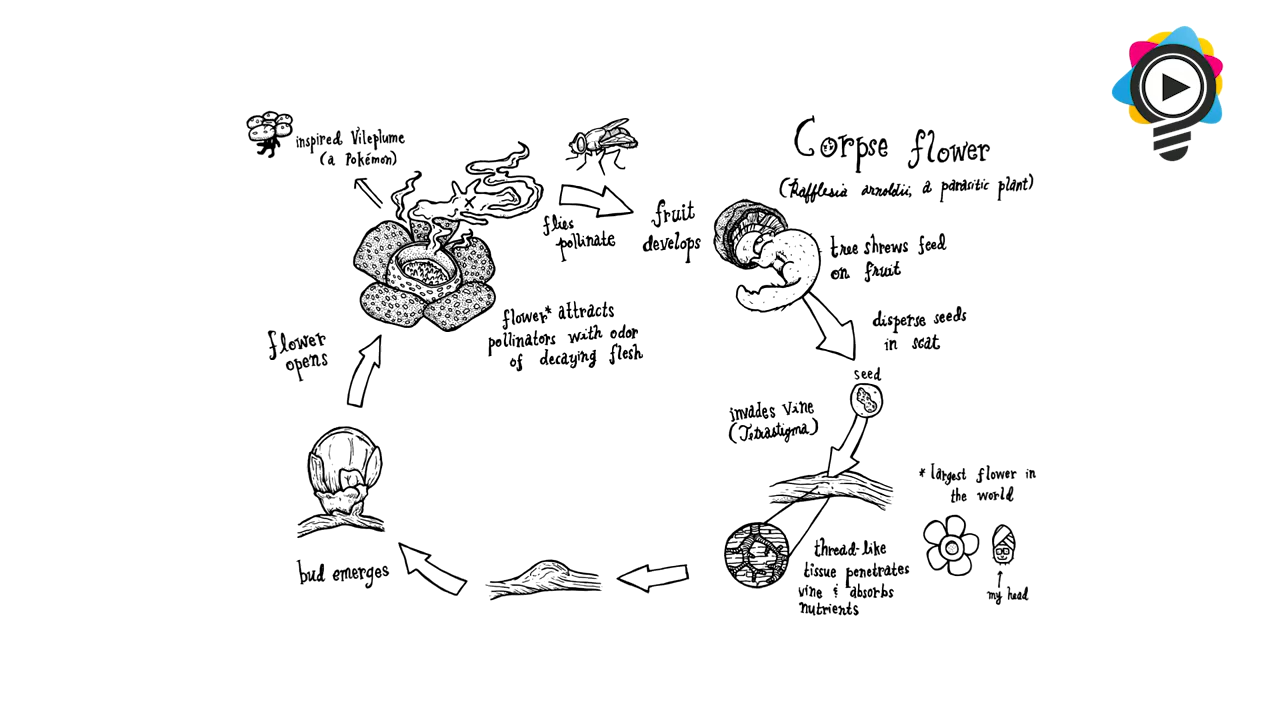 Corpse flower
(Rafflesia arnoldii, a parasitic plant)
inspired Vileplume
(a Pokémon)
flies
pollinate
fruit
develops
tree shrews feed
on fruit
disperse seeds
in scat
seed
invades vine
(Tetrastigma)
thread-like
tissue penetrates
vine & absorbs
nutrients
* largest flower in
the world
my head
bud emerges
flower
opens
flower* attracts
pollinators with odor
of decaying flesh